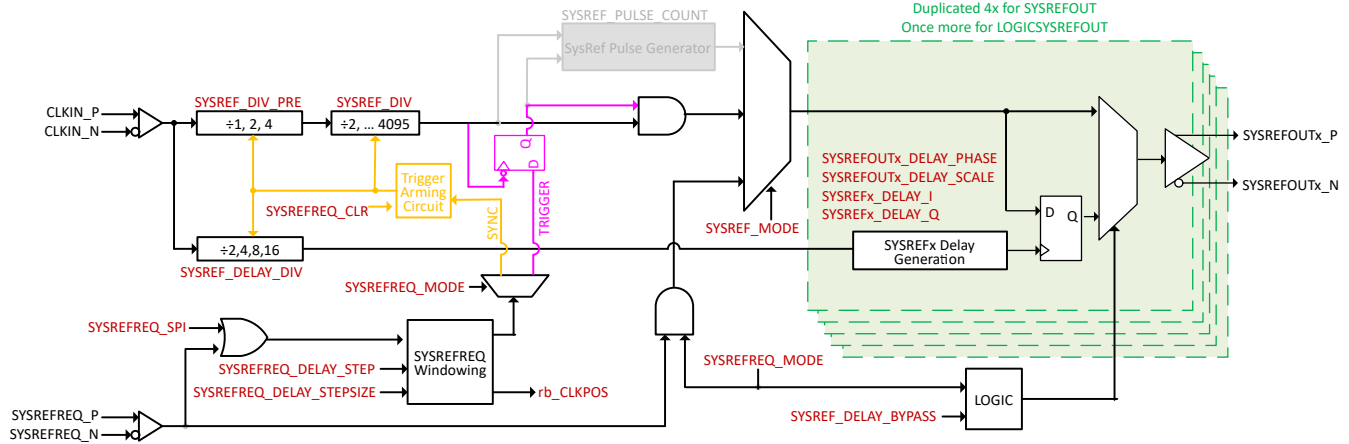 Duplicated 4x for SYSREFOUT
Once more for LOGICSYSREFOUT
SYSREF_PULSE_COUNT
SysRef Pulse Generator
CLKIN_P
CLKIN_N
SYSREF_DIV_PRE
÷1, 2, 4
SYSREF_DIV
÷2, ... 4095
Q
D
Trigger
Arming
Circuit
SYSREFREQ_CLR
SYNC
TRIGGER
÷2,4,8,16
SYSREF_DELAY_DIV
SYSREF_MODE
SYSREFOUTx_DELAY_PHASE
SYSREFOUTx_DELAY_SCALE
SYSREFx_DELAY_I
SYSREFx_DELAY_Q
SYSREFx Delay
Generation
D
Q
SYSREFOUTx_P
SYSREFOUTx_N
SYSREFREQ_MODE
SYSREFREQ_SPI
SYSREFREQ
Windowing
SYSREFREQ_DELAY_STEP
SYSREFREQ_DELAY_STEPSIZE
rb_CLKPOS
SYSREFREQ_MODE
LOGIC
SYSREF_DELAY_BYPASS
SYSREFREQ_P
SYSREFREQ_N